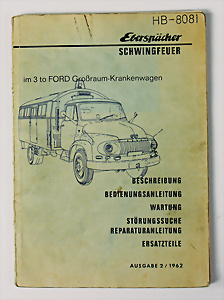 HB-8081
Eberspächer
SCHWINGFEUER
im 3 to FORD Großraum-Krankenwagen
BESCHREIBUNG
BEDIENUNGSANLEITUNG
WARTUNG
STÖRUNGSSUCHE
REPARATURANLEITUNG
ERSATZTEILE
AUSGABE 2/1962